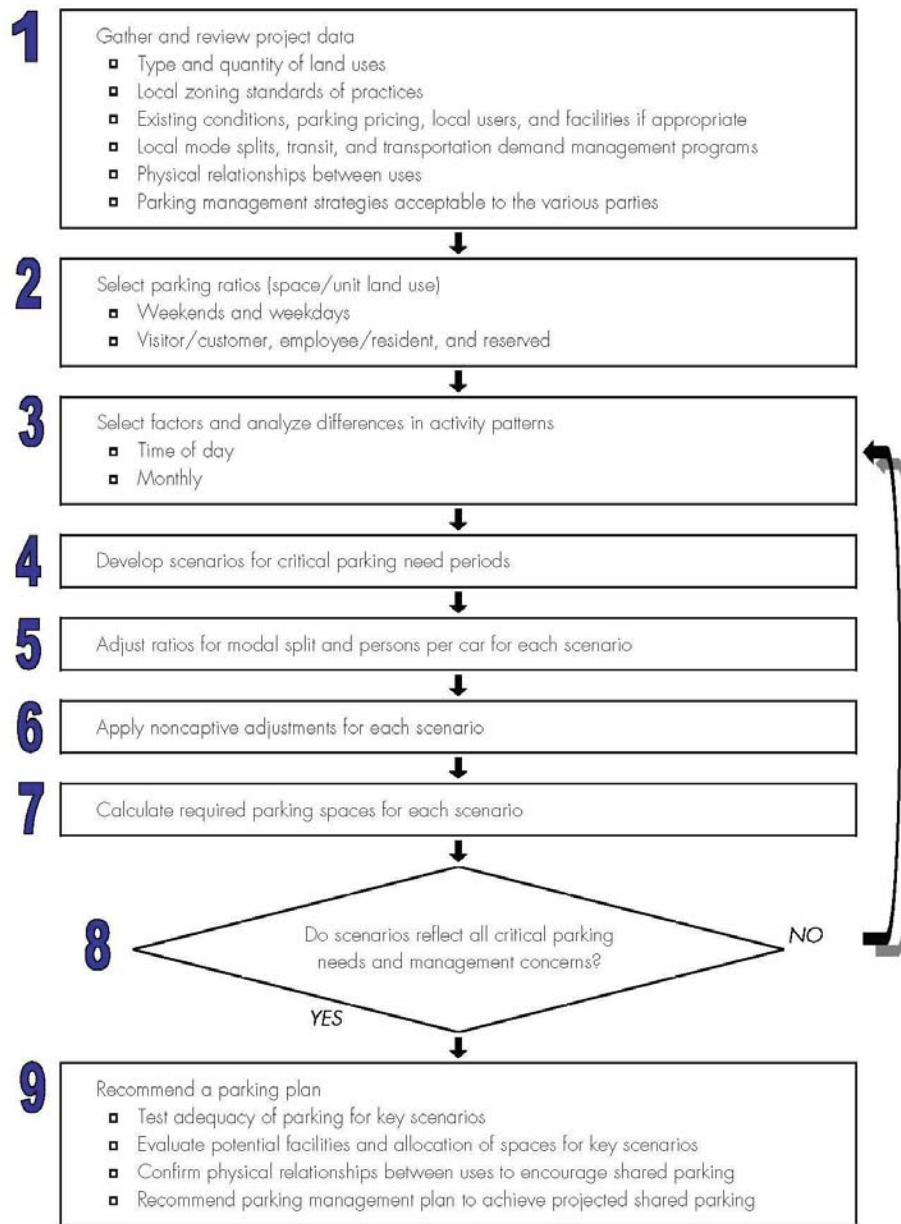 1
Gather and review project data
Type and quantity of land uses
Local zoning standards of practices
Existing conditions, parking pricing, local users, and facilities if appropriate
Local mode splits, transit, and transportation demand management programs
Physical relationships between uses
Parking management strategies acceptable to the various parties
2
Select parking ratios (space/unit land use)
Weekends and weekdays
Visitor/customer, employee/resident, and reserved
3
Select factors and analyze differences in activity patterns
Time of day
Monthly
4
Develop scenarios for critical parking need periods
5
Adjust ratios for modal split and persons per car for each scenario
6
Apply noncaptive adjustments for each scenario
7
Calculate required parking spaces for each scenario
8
Do scenarios reflect all critical parking
needs and management concerns?
NO
YES
9
Recommend a parking plan
Test adequacy of parking for key scenarios
Evaluate potential facilities and allocation of spaces for key scenarios
Confirm physical relationships between uses to encourage shared parking
Recommend parking management plan to achieve projected shared parking